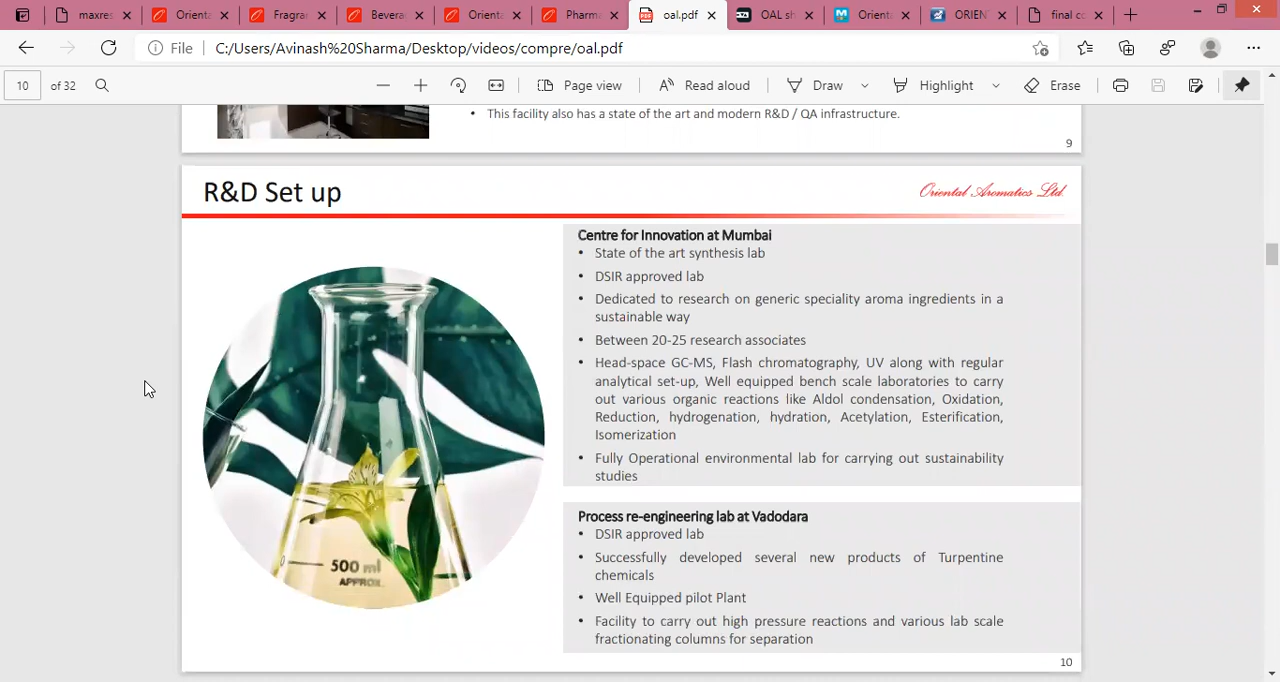 maxres
Orienta
Fragran
Bevera
Orienta
Pharma
oal.pdf
OAL sh
Orienta
ORIEN
final co
File
C:/Users/Avinash%20Sharma/Desktop/videos/compre/oal.pdf
10 of 32
Page view
Read aloud
Draw
Highlight
Erase
• This facility also has a state of the art and modern R&D / QA infrastructure.
9
R&D Set up
Oriental Aromatics Ltd
Centre for Innovation at Mumbai
• State of the art synthesis lab
• DSIR approved lab
• Dedicated to research on generic speciality aroma ingredients in a
sustainable way
• Between 20-25 research associates
• Head-space GC-MS, Flash chromatography, UV along with regular
analytical set-up, Well equipped bench scale laboratories to carry
out various organic reactions like Aldol condensation, Oxidation,
Reduction, hydrogenation, hydration, Acetylation, Esterification,
Isomerization
• Fully Operational environmental lab for carrying out sustainability
studies
500 ml
APPROX.
Process re-engineering lab at Vadodara
• DSIR approved lab
• Successfully developed several new products of Turpentine
chemicals
• Well Equipped pilot Plant
• Facility to carry out high pressure reactions and various lab scale
fractionating columns for separation
10